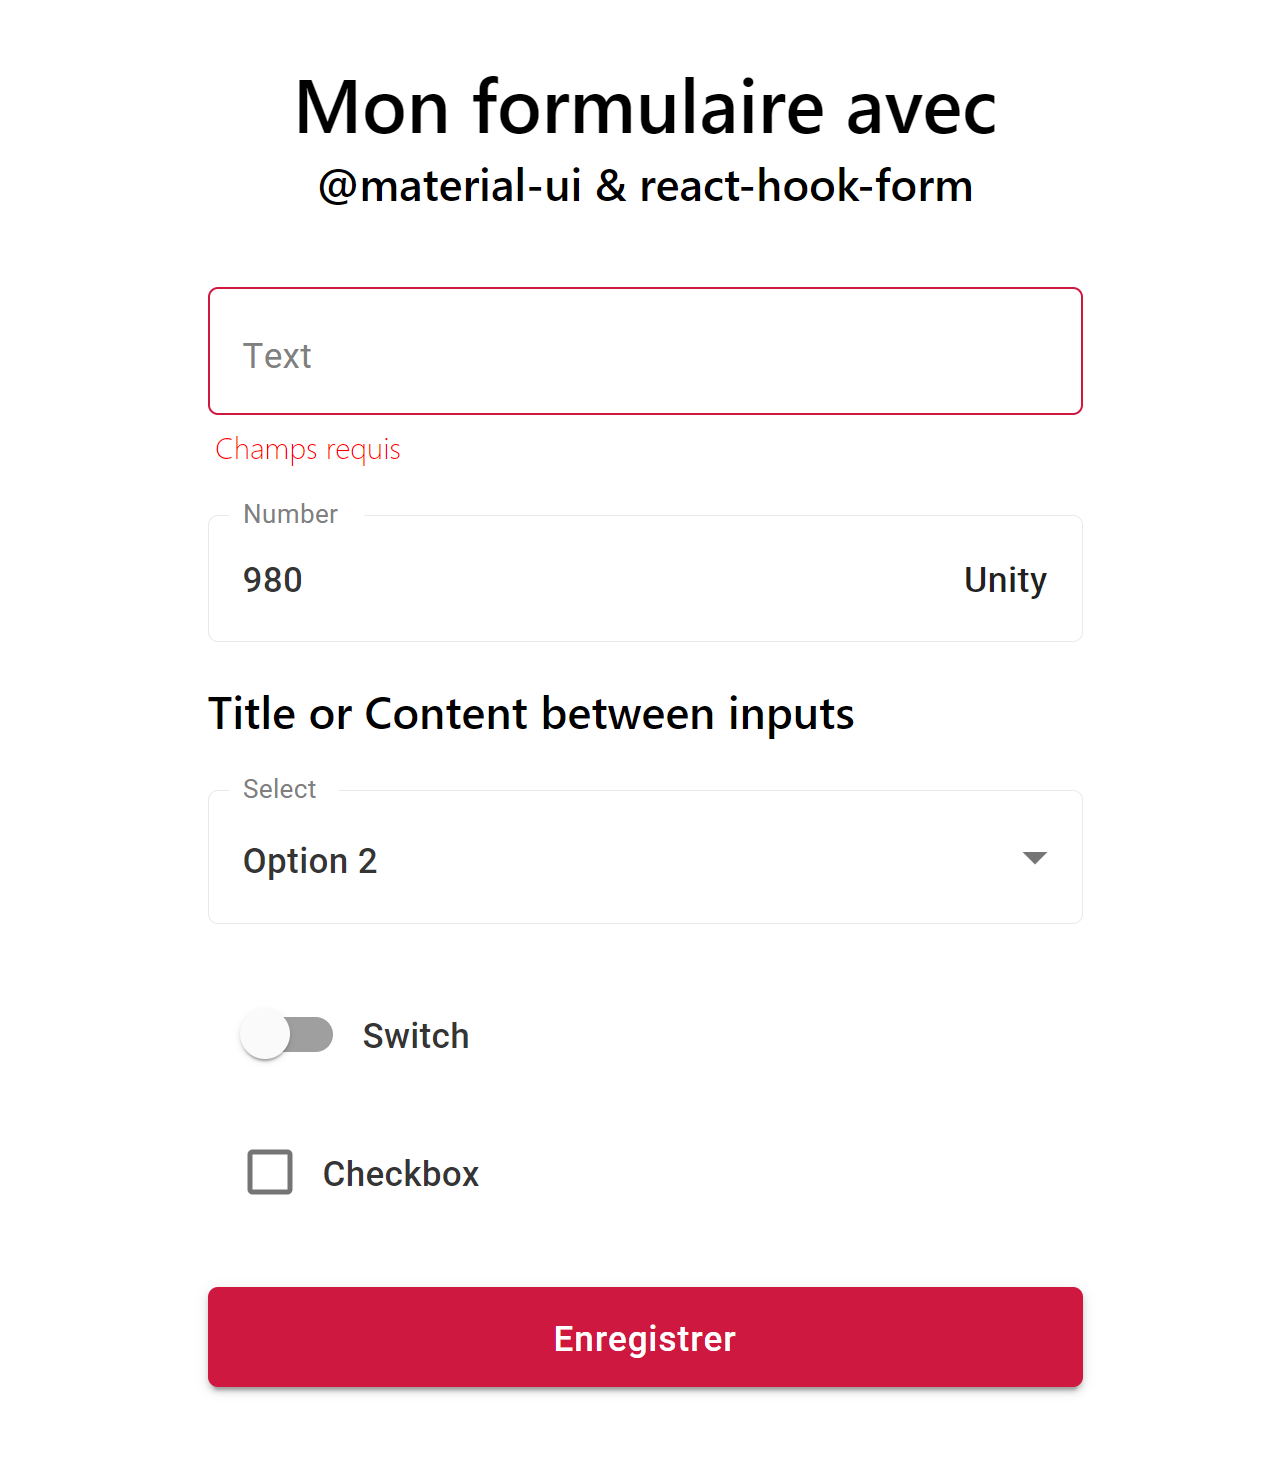 Mon formulaire avec
@material-ui & react-hook-form
Text
Champs requis
Number
980 Unity
Title or Content between inputs
Select
Option 2
Switch
Checkbox
Enregistrer